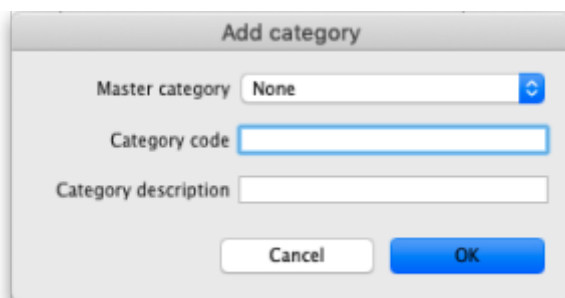 Add category
Master category None
Category code
Category description
Cancel OK